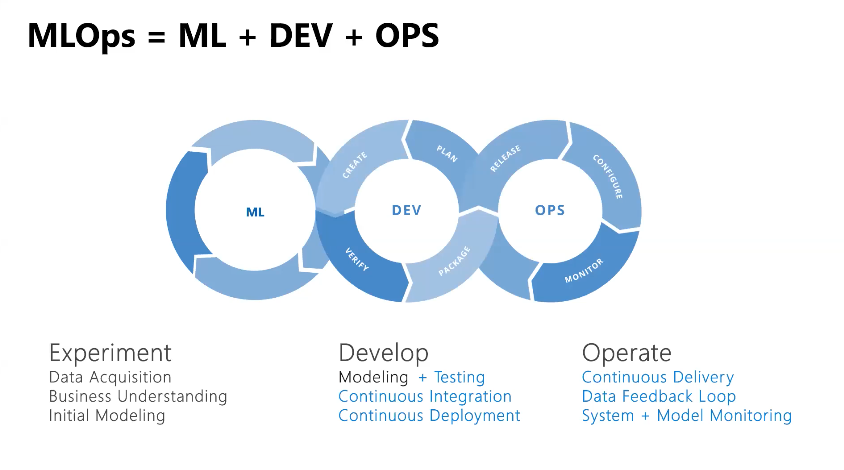 MLOps = ML + DEV + OPS
ML
DEV
OPS
CREATE
PLAN
VERIFY
PACKAGE
RELEASE
CONFIGURE
MONITOR
Experiment
Data Acquisition
Business Understanding
Initial Modeling
Develop
Modeling + Testing
Continuous Integration
Continuous Deployment
Operate
Continuous Delivery
Data Feedback Loop
System + Model Monitoring